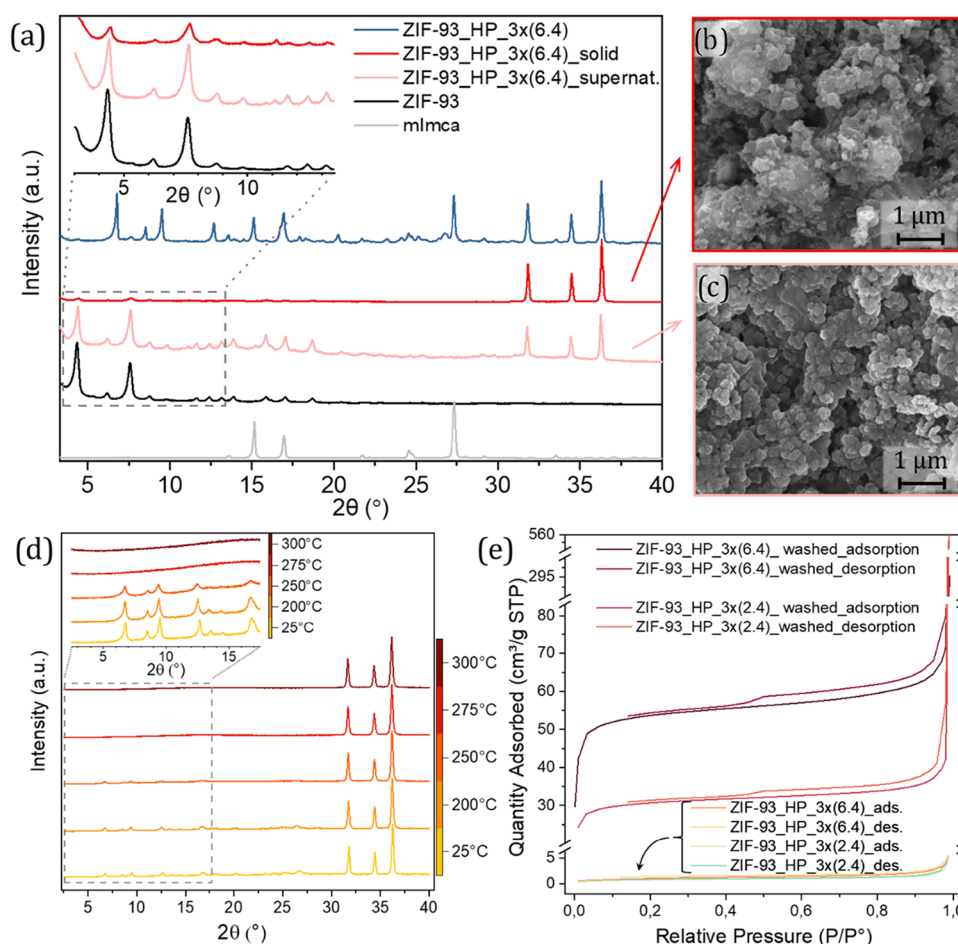 (a)
ZIF-93_HP_3x(6.4)
ZIF-93_HP_3x(6.4)_solid
ZIF-93_HP_3x(6.4)_supernat.
ZIF-93
mImca
5
10
2θ (°)
Intensity (a.u.)
5
10
15
20
25
30
35
40
2θ (°)
(b)
1 μm
(c)
1 μm
(d)
300°C
275°C
250°C
200°C
25°C
5
10
15
2θ (°)
Intensity (a.u.)
300°C
275°C
250°C
200°C
25°C
5
10
15
20
25
30
35
40
2θ (°)
(e)
560
295
80
70
60
50
40
30
5
0
Quantity Adsorbed (cm³/g STP)
ZIF-93_HP_3x(6.4)_ washed_adsorption
ZIF-93_HP_3x(6.4)_washed_desorption
ZIF-93_HP_3x(2.4)_ washed_adsorption
ZIF-93_HP_3x(2.4)_washed_desorption
ZIF-93_HP_3x(6.4)_ads.
ZIF-93_HP_3x(6.4)_des.
ZIF-93_HP_3x(2.4)_ads.
ZIF-93_HP_3x(2.4)_des.
0,0
0,2
0,4
0,6
0,8
1,0
Relative Pressure (P/P°)